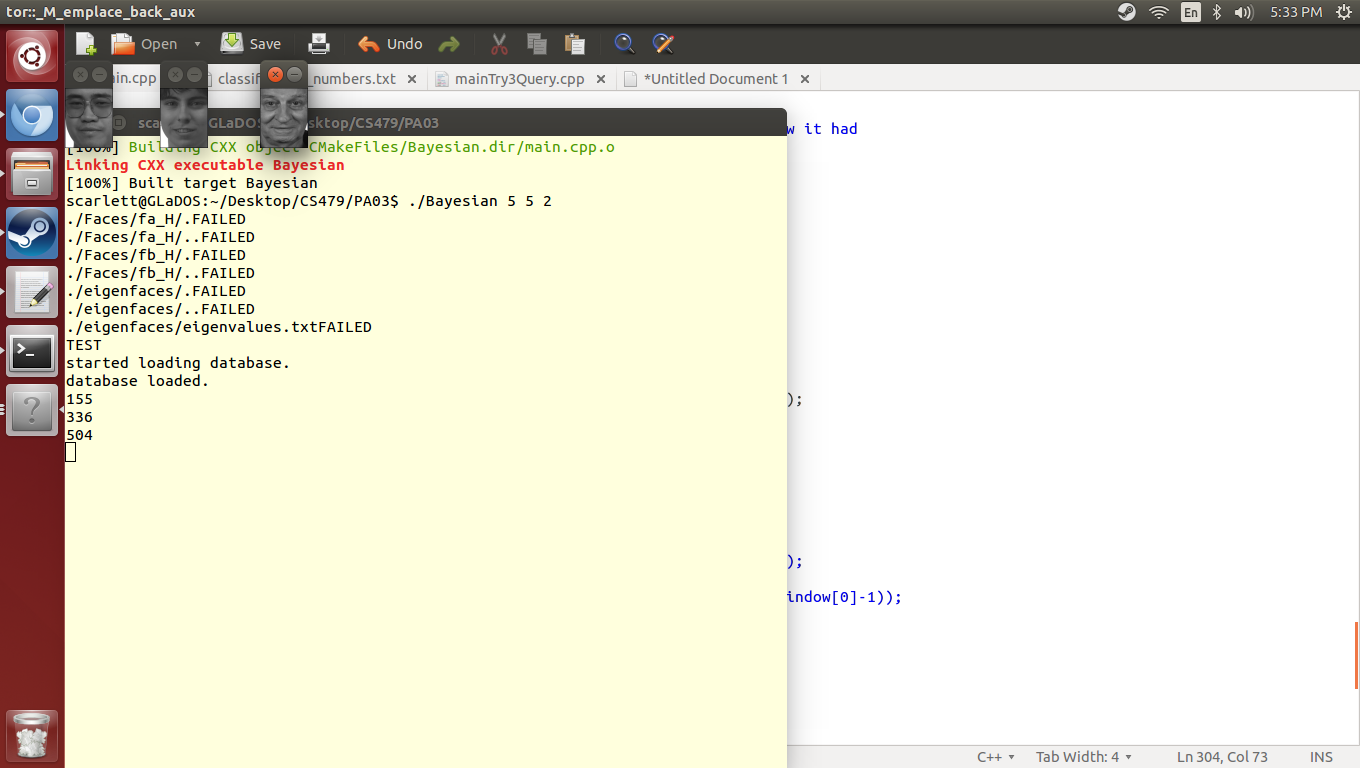 tor::_M_emplace_back_aux
En
5:33 PM
Open
Save
Undo
in.cpp
classif
_numbers.txt
mainTry3Query.cpp
*Untitled Document 1
sca
GLaDOS:
sktop/CS479/PA03
w it had
[100%] Building CXX object CMakeFiles/Bayesian.dir/main.cpp.o
Linking CXX executable Bayesian
[100%] Built target Bayesian
scarlett@GLaDOS:~/Desktop/CS479/PA03$ ./Bayesian 5 5 2
./Faces/fa_H/.FAILED
./Faces/fa_H/..FAILED
./Faces/fb_H/.FAILED
./Faces/fb_H/..FAILED
./eigenfaces/.FAILED
./eigenfaces/..FAILED
./eigenfaces/eigenvalues.txtFAILED
TEST
started loading database.
database loaded.
155
);
336
504
);
indow[0]-1));
C++
Tab Width: 4
Ln 304, Col 73
INS